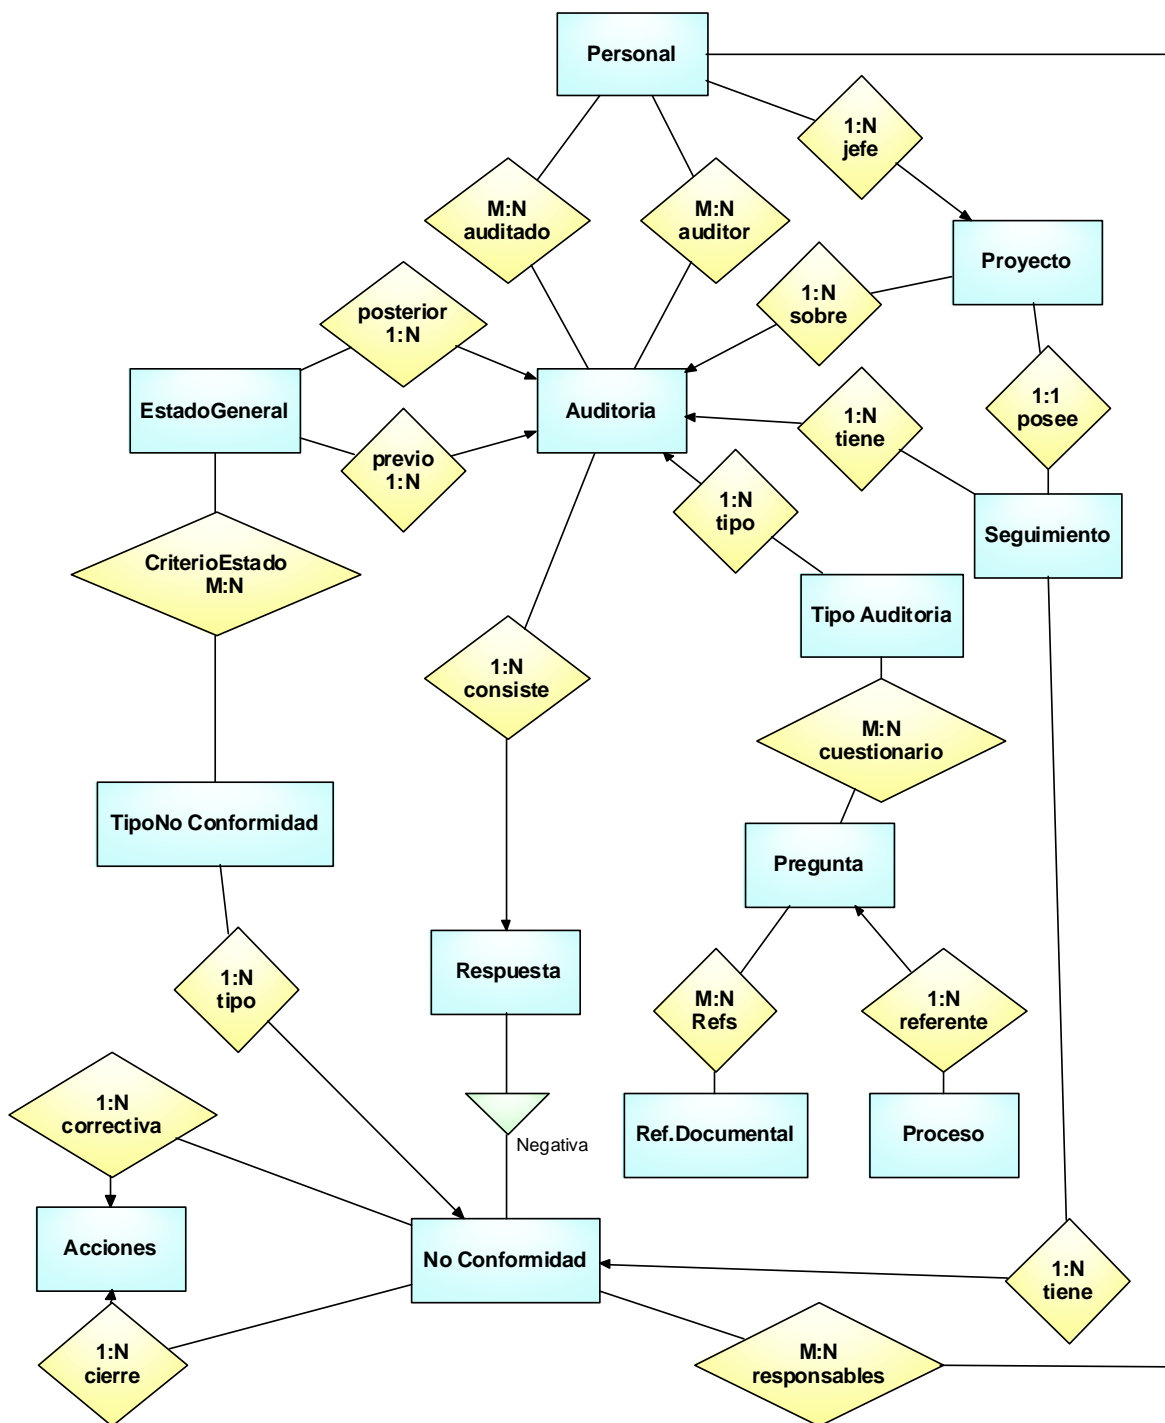 Personal
1:N
jefe
M:N
auditado
M:N
auditor
Proyecto
1:N
sobre
posterior
1:N
EstadoGeneral
Auditoria
1:N
tiene
1:1
posee
previo
1:N
1:N
tipo
Seguimiento
CriterioEstado
M:N
Tipo Auditoria
1:N
consiste
M:N
cuestionario
TipoNo Conformidad
Pregunta
Respuesta
1:N
tipo
M:N
Refs
1:N
referente
1:N
correctiva
Negativa
Ref.Documental
Proceso
Acciones
No Conformidad
1:N
tiene
1:N
cierre
M:N
responsables